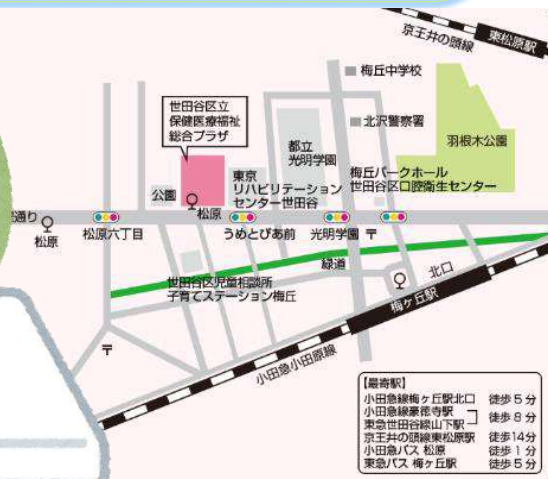 京王井の頭線
東松原駅
梅丘中学校
世田谷区立
保健医療福祉
総合プラザ
北沢警察署
羽根木公園
都立
光明学園
公園
東京
リハビリテーション
センター世田谷
梅丘パークホール
世田谷区口腔衛生センター
松原
通り
松原
松原六丁目
うめとぴあ前
光明学園
〒
緑道
北口
世田谷区児童相談所
子育てステーション梅丘
梅ヶ丘駅
〒
小田急小田原線
【最寄駅】
小田急線梅ヶ丘駅北口 徒歩5分
小田急線豪徳寺駅
東急世田谷線山下駅 徒歩8分
京王井の頭線東松原駅 徒歩14分
小田急バス 松原 徒歩1分
東急バス 梅ヶ丘駅 徒歩5分